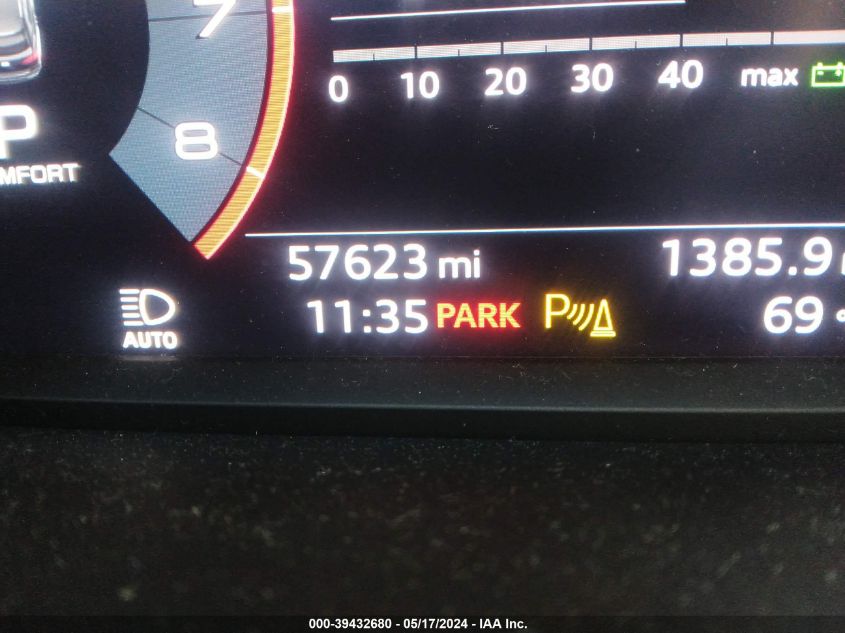 7
0 10 20 30 40 max
8
P
MFORT
57623 mi 1385.9
11:35 PARK P 69 °
AUTO
000-39432680 - 05/17/2024 - IAA Inc.